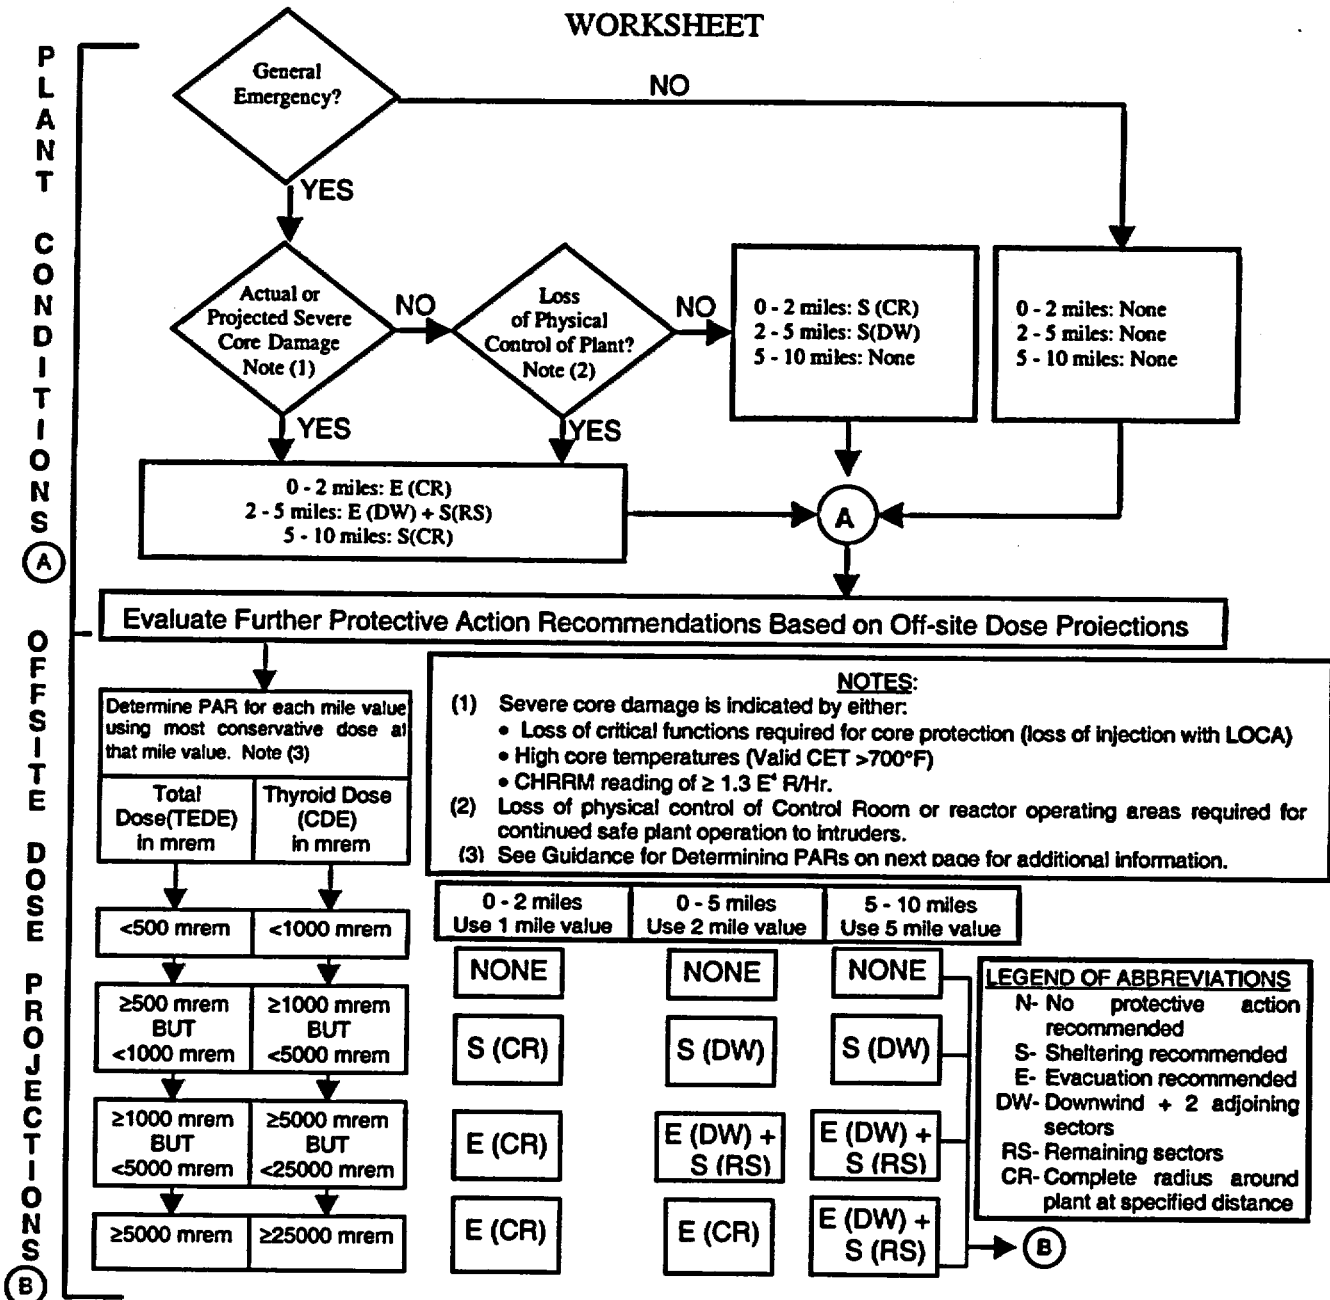 WORKSHEET
PLANT CONDITIONS
A
General
Emergency?
NO
YES
Actual or
Projected Severe
Core Damage
Note (1)
NO
Loss
of Physical
Control of Plant?
Note (2)
NO
0 - 2 miles: S (CR)
2 - 5 miles: S(DW)
5 - 10 miles: None
0 - 2 miles: None
2 - 5 miles: None
5 - 10 miles: None
YES
YES
0 - 2 miles: E (CR)
2 - 5 miles: E (DW) + S(RS)
5 - 10 miles: S(CR)
A
OFFSITE DOSE PROJECTIONS
B
Evaluate Further Protective Action Recommendations Based on Off-site Dose Projections
Determine PAR for each mile value
using most conservative dose at
that mile value. Note (3)
Total
Dose(TEDE)
in mrem
Thyroid Dose
(CDE)
in mrem
NOTES:
(1) Severe core damage is indicated by either:
• Loss of critical functions required for core protection (loss of injection with LOCA)
• High core temperatures (Valid CET >700°F)
• CHRRM reading of ≥ 1.3 E⁴ R/Hr.
(2) Loss of physical control of Control Room or reactor operating areas required for
continued safe plant operation to intruders.
(3) See Guidance for Determining PARs on next page for additional information.
0 - 2 miles
Use 1 mile value
0 - 5 miles
Use 2 mile value
5 - 10 miles
Use 5 mile value
<500 mrem
<1000 mrem
NONE
NONE
NONE
≥500 mrem
BUT
<1000 mrem
≥1000 mrem
BUT
<5000 mrem
S (CR)
S (DW)
S (DW)
≥1000 mrem
BUT
<5000 mrem
≥5000 mrem
BUT
<25000 mrem
E (CR)
E (DW) +
S (RS)
E (DW) +
S (RS)
≥5000 mrem
≥25000 mrem
E (CR)
E (CR)
E (DW) +
S (RS)
B
LEGEND OF ABBREVIATIONS
N- No protective action
recommended
S- Sheltering recommended
E- Evacuation recommended
DW- Downwind + 2 adjoining
sectors
RS- Remaining sectors
CR- Complete radius around
plant at specified distance